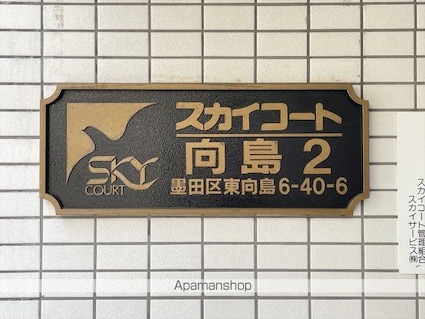 スカイコート
向島 2
墨田区東向島6-40-6
SKY
COURT
スカイコート管理組合
スカイサービス㈱
Apamanshop